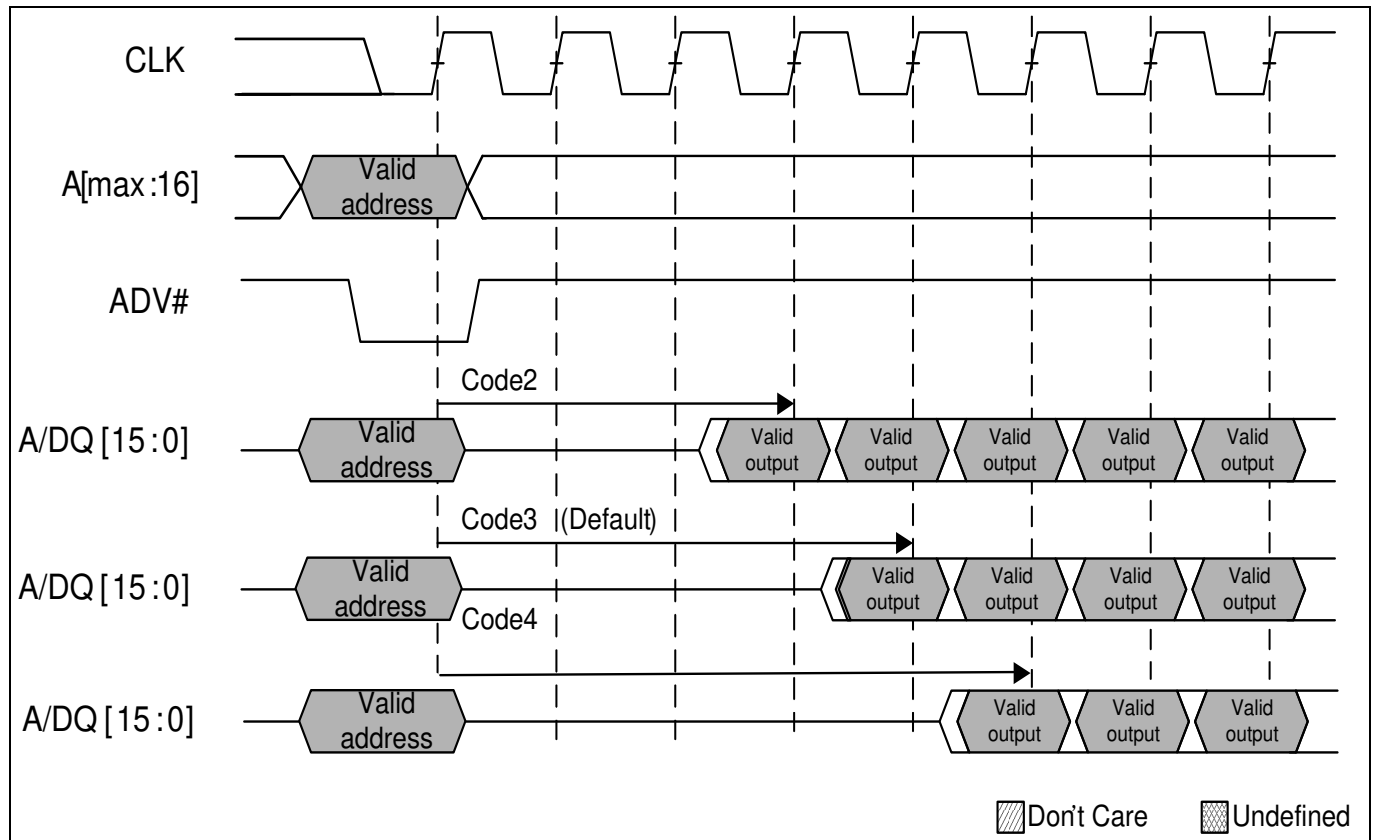 CLK
A[max:16]
Valid
address
ADV#
Code2
A/DQ[15:0]
Valid
address
Valid
output
Valid
output
Valid
output
Valid
output
Valid
output
Code3 (Default)
A/DQ[15:0]
Valid
address
Valid
output
Valid
output
Valid
output
Valid
output
Code4
A/DQ[15:0]
Valid
address
Valid
output
Valid
output
Valid
output
Don't Care
Undefined